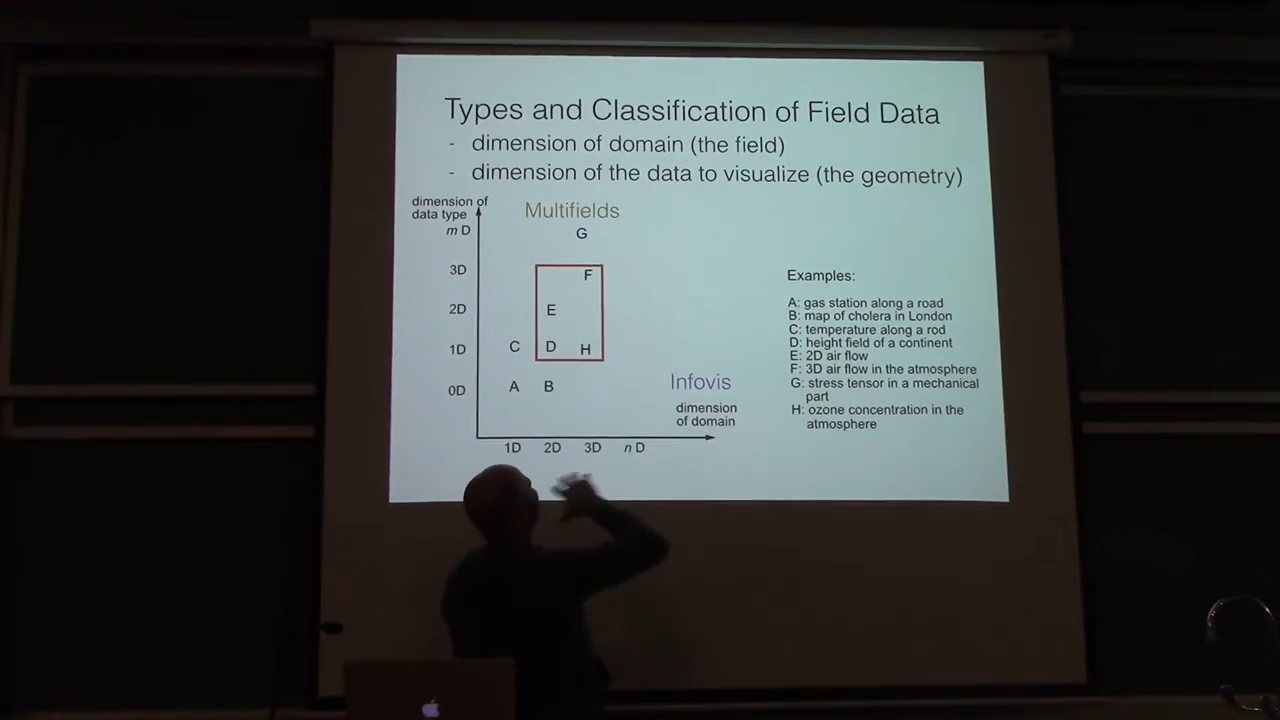 Types and Classification of Field Data
- dimension of domain (the field)
- dimension of the data to visualize (the geometry)
dimension of
data type
Multifields
m D
G
3D
F
2D
E
1D
C
D
H
0D
A
B
Infovis
dimension
of domain
1D
2D
3D
n D
Examples:
A: gas station along a road
B: map of cholera in London
C: temperature along a rod
D: height field of a continent
E: 2D air flow
F: 3D air flow in the atmosphere
G: stress tensor in a mechanical
part
H: ozone concentration in the
atmosphere